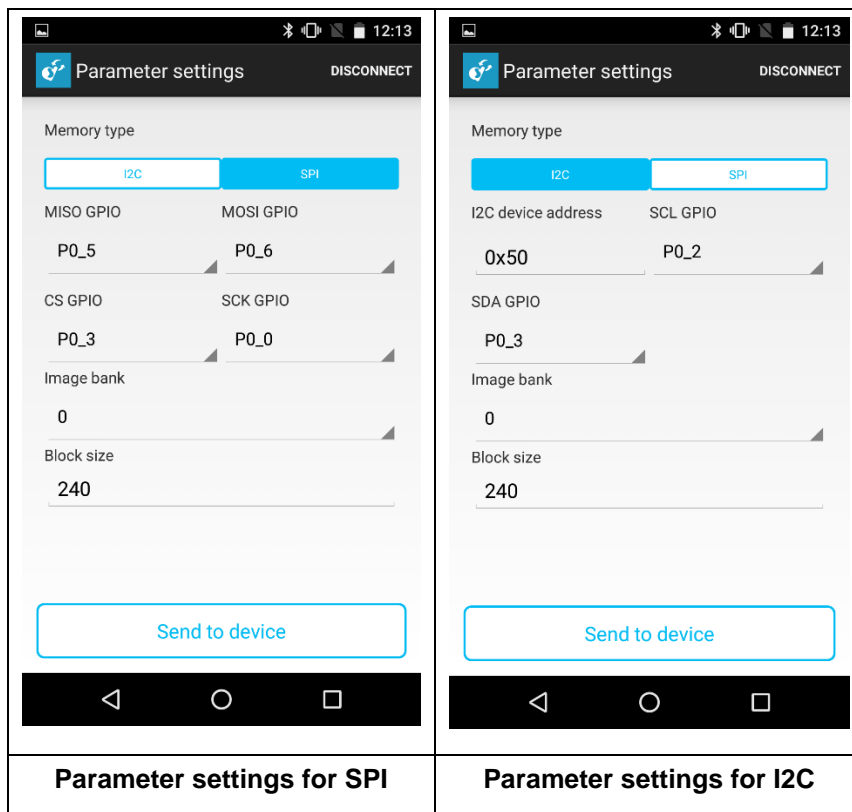 12:13
Parameter settings DISCONNECT
Memory type
I2C SPI
MISO GPIO MOSI GPIO
P0_5 P0_6
CS GPIO SCK GPIO
P0_3 P0_0
Image bank
0
Block size
240
Send to device
Parameter settings for SPI
12:13
Parameter settings DISCONNECT
Memory type
I2C SPI
I2C device address SCL GPIO
0x50 P0_2
SDA GPIO
P0_3
Image bank
0
Block size
240
Send to device
Parameter settings for I2C